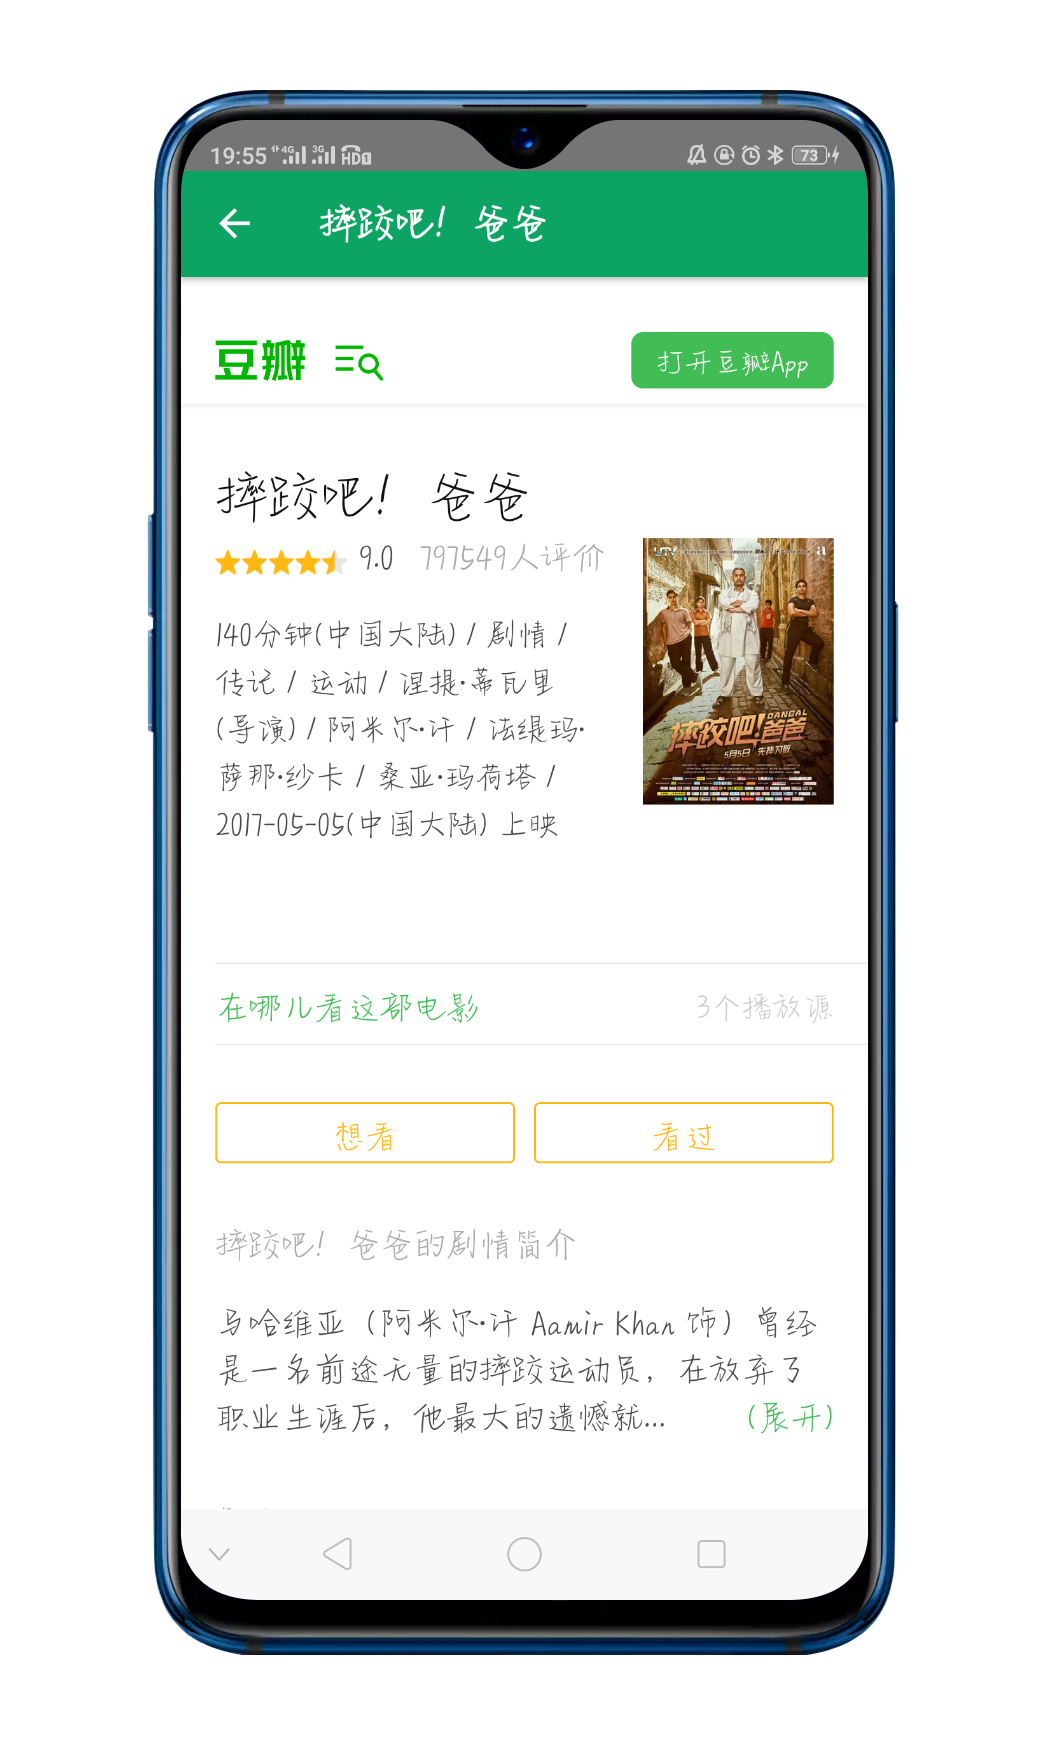 19:55 4G 3G HD1 73
摔跤吧！ 爸爸
豆瓣 打开豆瓣App
摔跤吧！ 爸爸
9.0 797549人评价
140分钟(中国大陆) / 剧情 /
传记 / 运动 / 涅提·蒂瓦里
(导演) / 阿米尔·汗 / 法缇玛·
萨那·纱卡 / 桑亚·玛荷塔 /
2017-05-05(中国大陆) 上映
UTV
DANGAL
摔跤吧!爸爸
5月5日
在哪儿看这部电影 3个播放源
想看 看过
摔跤吧！ 爸爸的剧情简介
马哈维亚（阿米尔·汗 Aamir Khan 饰）曾经
是一名前途无量的摔跤运动员，在放弃了
职业生涯后，他最大的遗憾就... (展开)